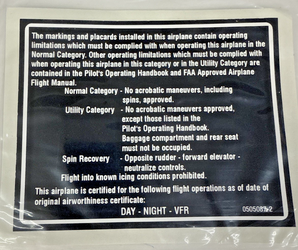 The markings and placards installed in this airplane contain operating
limitations which must be complied with when operating this airplane in the
Normal Category. Other operating limitations which must be complied with
when operating this airplane in this category or in the Utility Category are
contained in the Pilot's Operating Handbook and FAA Approved Airplane
Flight Manual.
Normal Category - No acrobatic maneuvers, including
spins, approved.
Utility Category - No acrobatic maneuvers approved,
except those listed in the
Pilot's Operating Handbook.
Baggage compartment and rear seat
must not be occupied.
Spin Recovery - Opposite rudder - forward elevator -
neutralize controls.
Flight into known icing conditions prohibited.
This airplane is certified for the following flight operations as of date of
original airworthiness certificate:
DAY - NIGHT - VFR